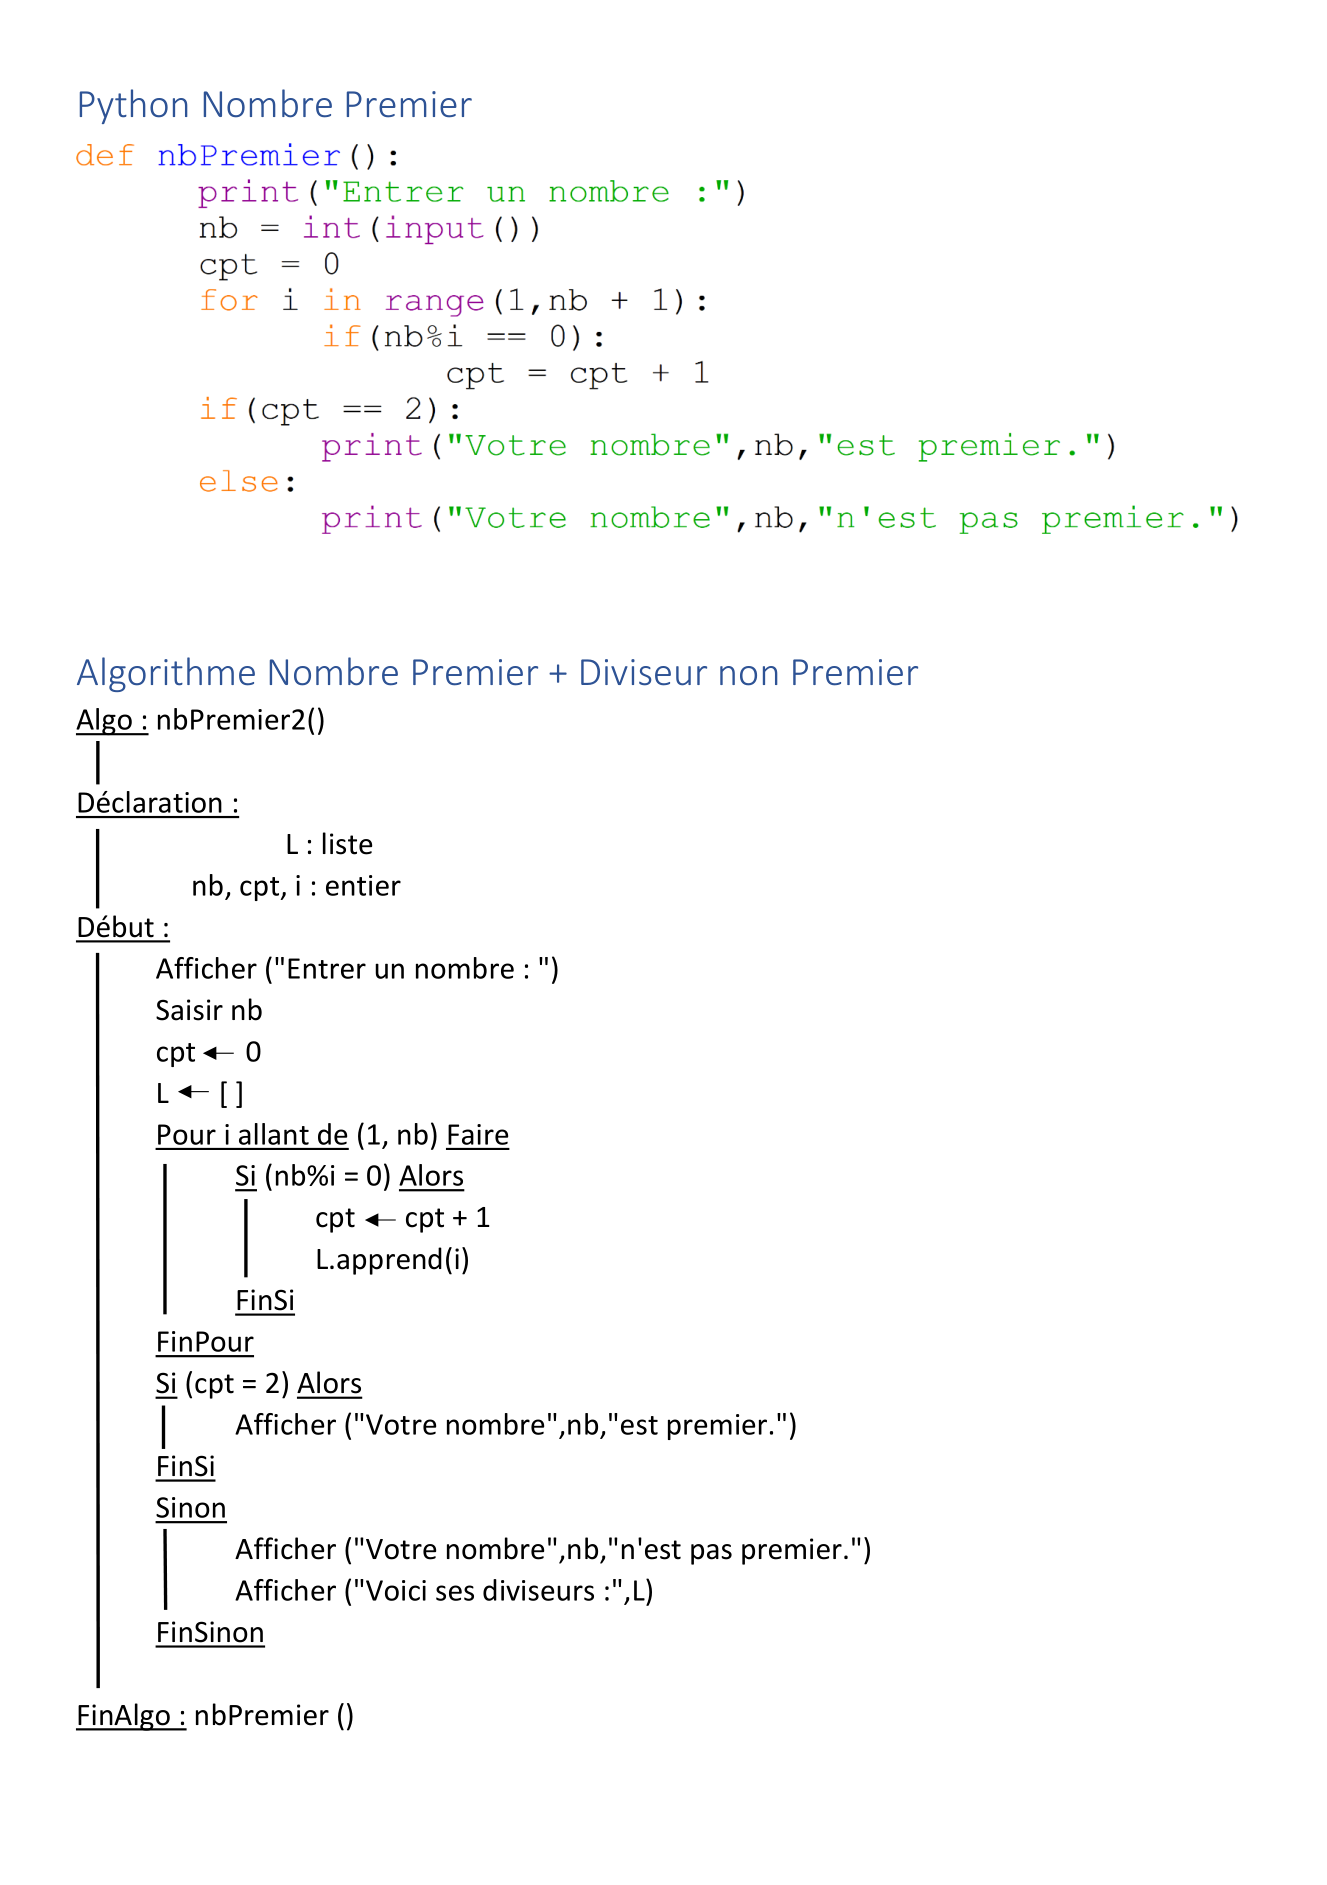 Python Nombre Premier
def nbPremier():
print("Entrer un nombre :")
nb = int(input())
cpt = 0
for i in range(1,nb + 1):
if(nb%i == 0):
cpt = cpt + 1
if(cpt == 2):
print("Votre nombre",nb,"est premier.")
else:
print("Votre nombre",nb,"n'est pas premier.")
Algorithme Nombre Premier + Diviseur non Premier
Algo : nbPremier2()
Déclaration :
L : liste
nb, cpt, i : entier
Début :
Afficher ("Entrer un nombre : ")
Saisir nb
cpt ← 0
L ← [ ]
Pour i allant de (1, nb) Faire
Si (nb%i = 0) Alors
cpt ← cpt + 1
L.apprend(i)
FinSi
FinPour
Si (cpt = 2) Alors
Afficher ("Votre nombre",nb,"est premier.")
FinSi
Sinon
Afficher ("Votre nombre",nb,"n'est pas premier.")
Afficher ("Voici ses diviseurs :",L)
FinSinon
FinAlgo : nbPremier ()